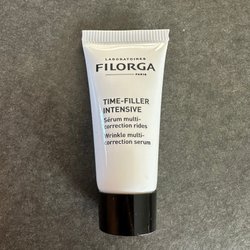 LABORATOIRES
FILORGA
PARIS
TIME-FILLER
INTENSIVE
Sérum multi-
correction rides
Wrinkle multi-
correction serum